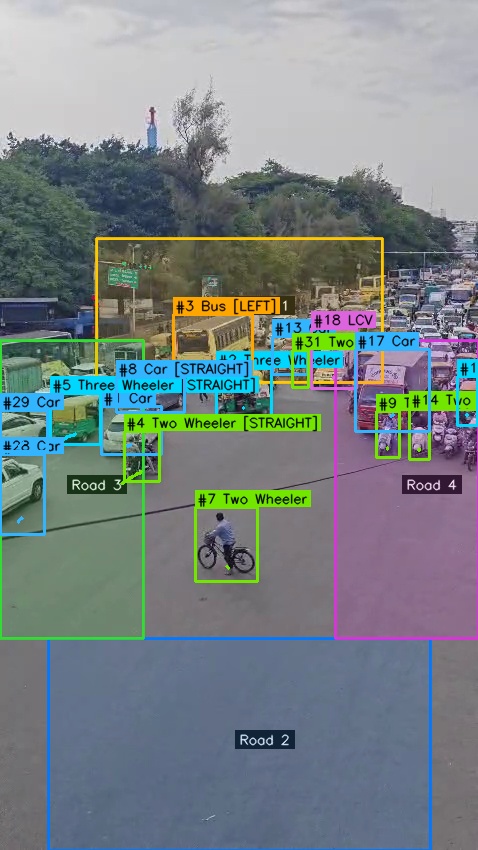 #3 Bus [LEFT]
1
#18 LCV
#13
#31 Two
#17 Car
#2 Three Wheeler
#8 Car [STRAIGHT]
#5 Three Wheeler [STRAIGHT]
#1 Car
#29 Car
#9
#14 Two
#4 Two Wheeler [STRAIGHT]
#28 Car
Road 3
Road 4
#7 Two Wheeler
Road 2